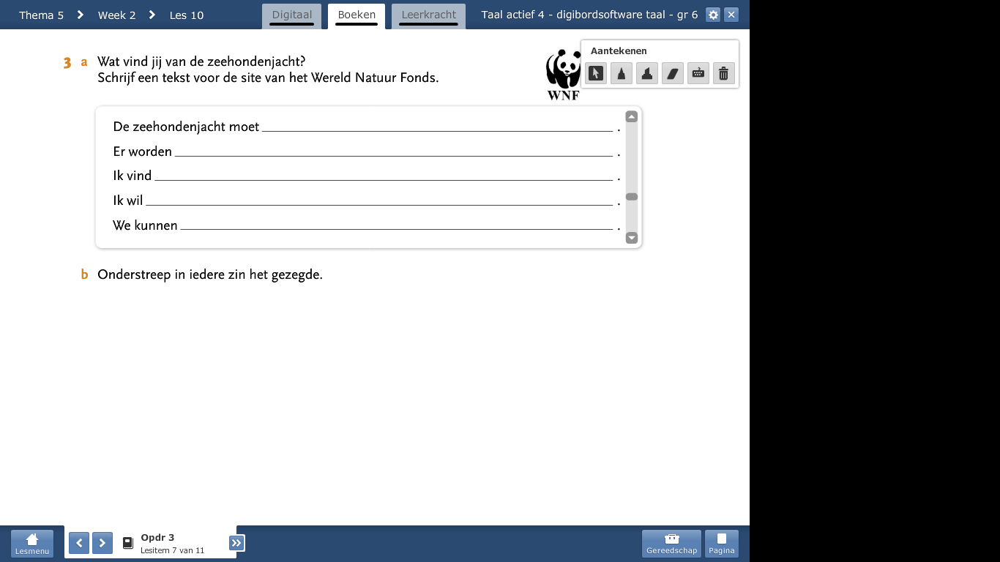 Thema 5 Week 2 Les 10 Digitaal Boeken Leerkracht Taal actief 4 - digibordsoftware taal - gr 6
Aantekenen
3 a Wat vind jij van de zeehondenjacht?
Schrijf een tekst voor de site van het Wereld Natuur Fonds.
WNF
De zeehondenjacht moet .
Er worden .
Ik vind .
Ik wil .
We kunnen .
b Onderstreep in iedere zin het gezegde.
Lesmenu
Opdr 3
Lesitem 7 van 11
Gereedschap
Pagina